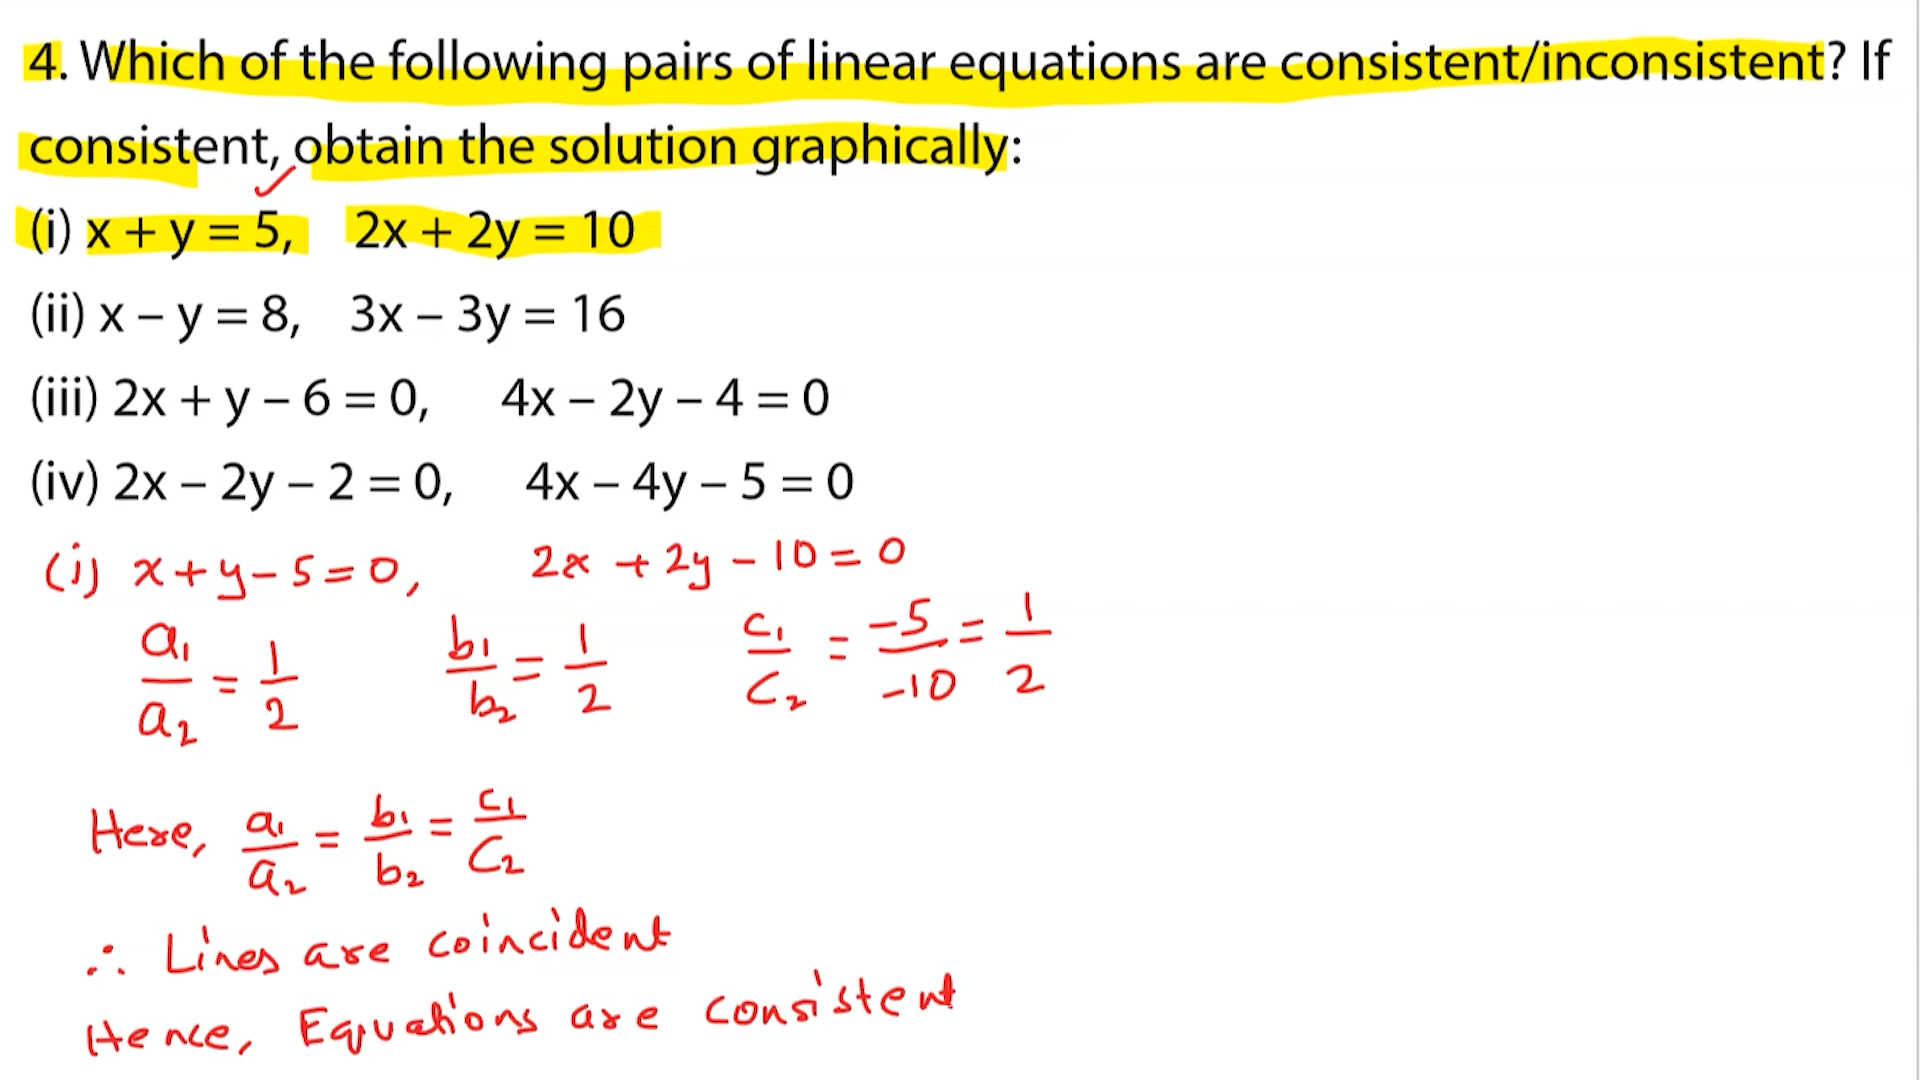 4. Which of the following pairs of linear equations are consistent/inconsistent? If
consistent, obtain the solution graphically:
(i) x + y = 5, 2x + 2y = 10
(ii) x – y = 8, 3x – 3y = 16
(iii) 2x + y – 6 = 0, 4x – 2y – 4 = 0
(iv) 2x – 2y – 2 = 0, 4x – 4y – 5 = 0
(i) x + y – 5 = 0, 2x + 2y – 10 = 0
a₁/a₂ = 1/2 b₁/b₂ = 1/2 c₁/c₂ = -5/-10 = 1/2
Here, a₁/a₂ = b₁/b₂ = c₁/c₂
∴ Lines are coincident
Hence, Equations are consistent